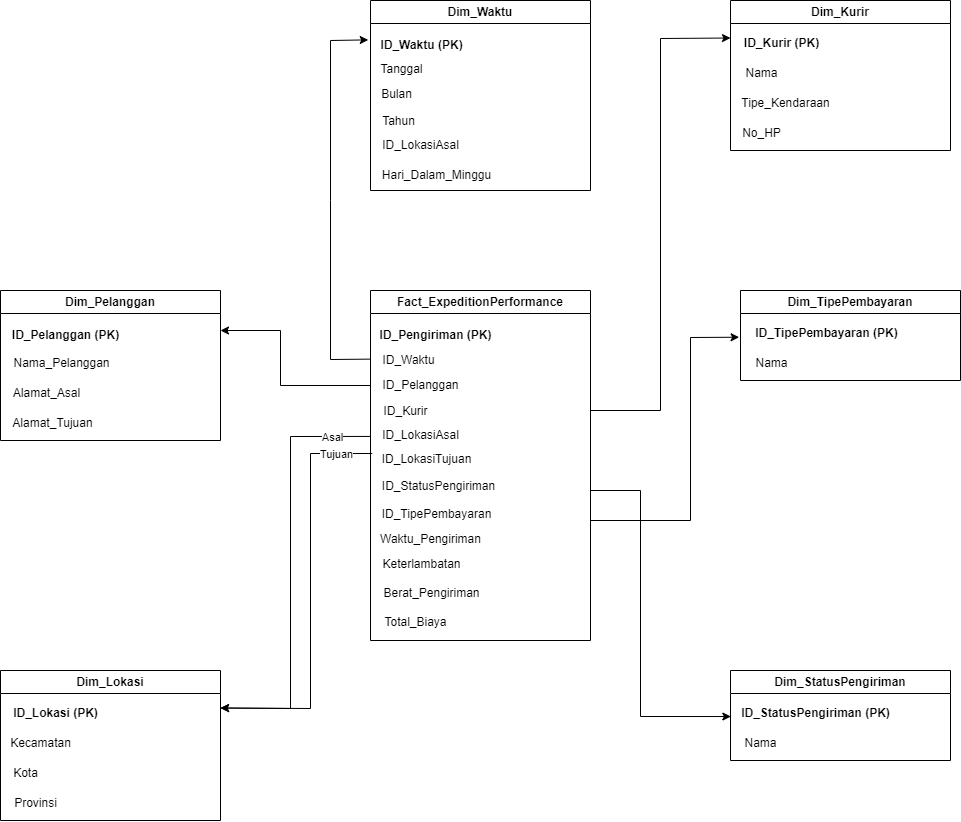 Dim_Waktu
ID_Waktu (PK)
Tanggal
Bulan
Tahun
ID_LokasiAsal
Hari_Dalam_Minggu
Dim_Kurir
ID_Kurir (PK)
Nama
Tipe_Kendaraan
No_HP
Dim_Pelanggan
ID_Pelanggan (PK)
Nama_Pelanggan
Alamat_Asal
Alamat_Tujuan
Fact_ExpeditionPerformance
ID_Pengiriman (PK)
ID_Waktu
ID_Pelanggan
ID_Kurir
ID_LokasiAsal
ID_LokasiTujuan
ID_StatusPengiriman
ID_TipePembayaran
Waktu_Pengiriman
Keterlambatan
Berat_Pengiriman
Total_Biaya
Asal
Tujuan
Dim_TipePembayaran
ID_TipePembayaran (PK)
Nama
Dim_Lokasi
ID_Lokasi (PK)
Kecamatan
Kota
Provinsi
Dim_StatusPengiriman
ID_StatusPengiriman (PK)
Nama